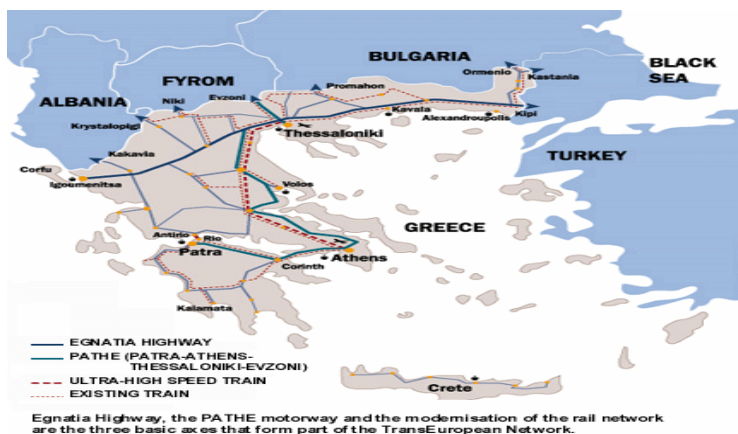 BULGARIA
BLACK
SEA
FYROM
Ormenio
Kastania
Promahon
Evzoni
Niki
ALBANIA
Kavala
Kipi
Alexandroupolis
Krystalopigi
Thessaloniki
Kakavia
TURKEY
Corfu
Igoumenitsa
Volos
GREECE
Antirio
Rio
Patra
Athens
Corinth
Kalamata
EGNATIA HIGHWAY
PATHE (PATRA-ATHENS-
THESSALONIKI-EVZONI)
ULTRA-HIGH SPEED TRAIN
EXISTING TRAIN
Crete
Egnatia Highway, the PATHE motorway and the modernisation of the rail network
are the three basic axes that form part of the TransEuropean Network.